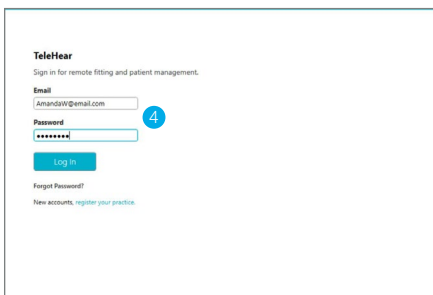 TeleHear
Sign in for remote fitting and patient management.
Email
AmandaW@email.com
Password
••••••••
4
Log In
Forgot Password?
New accounts, register your practice.